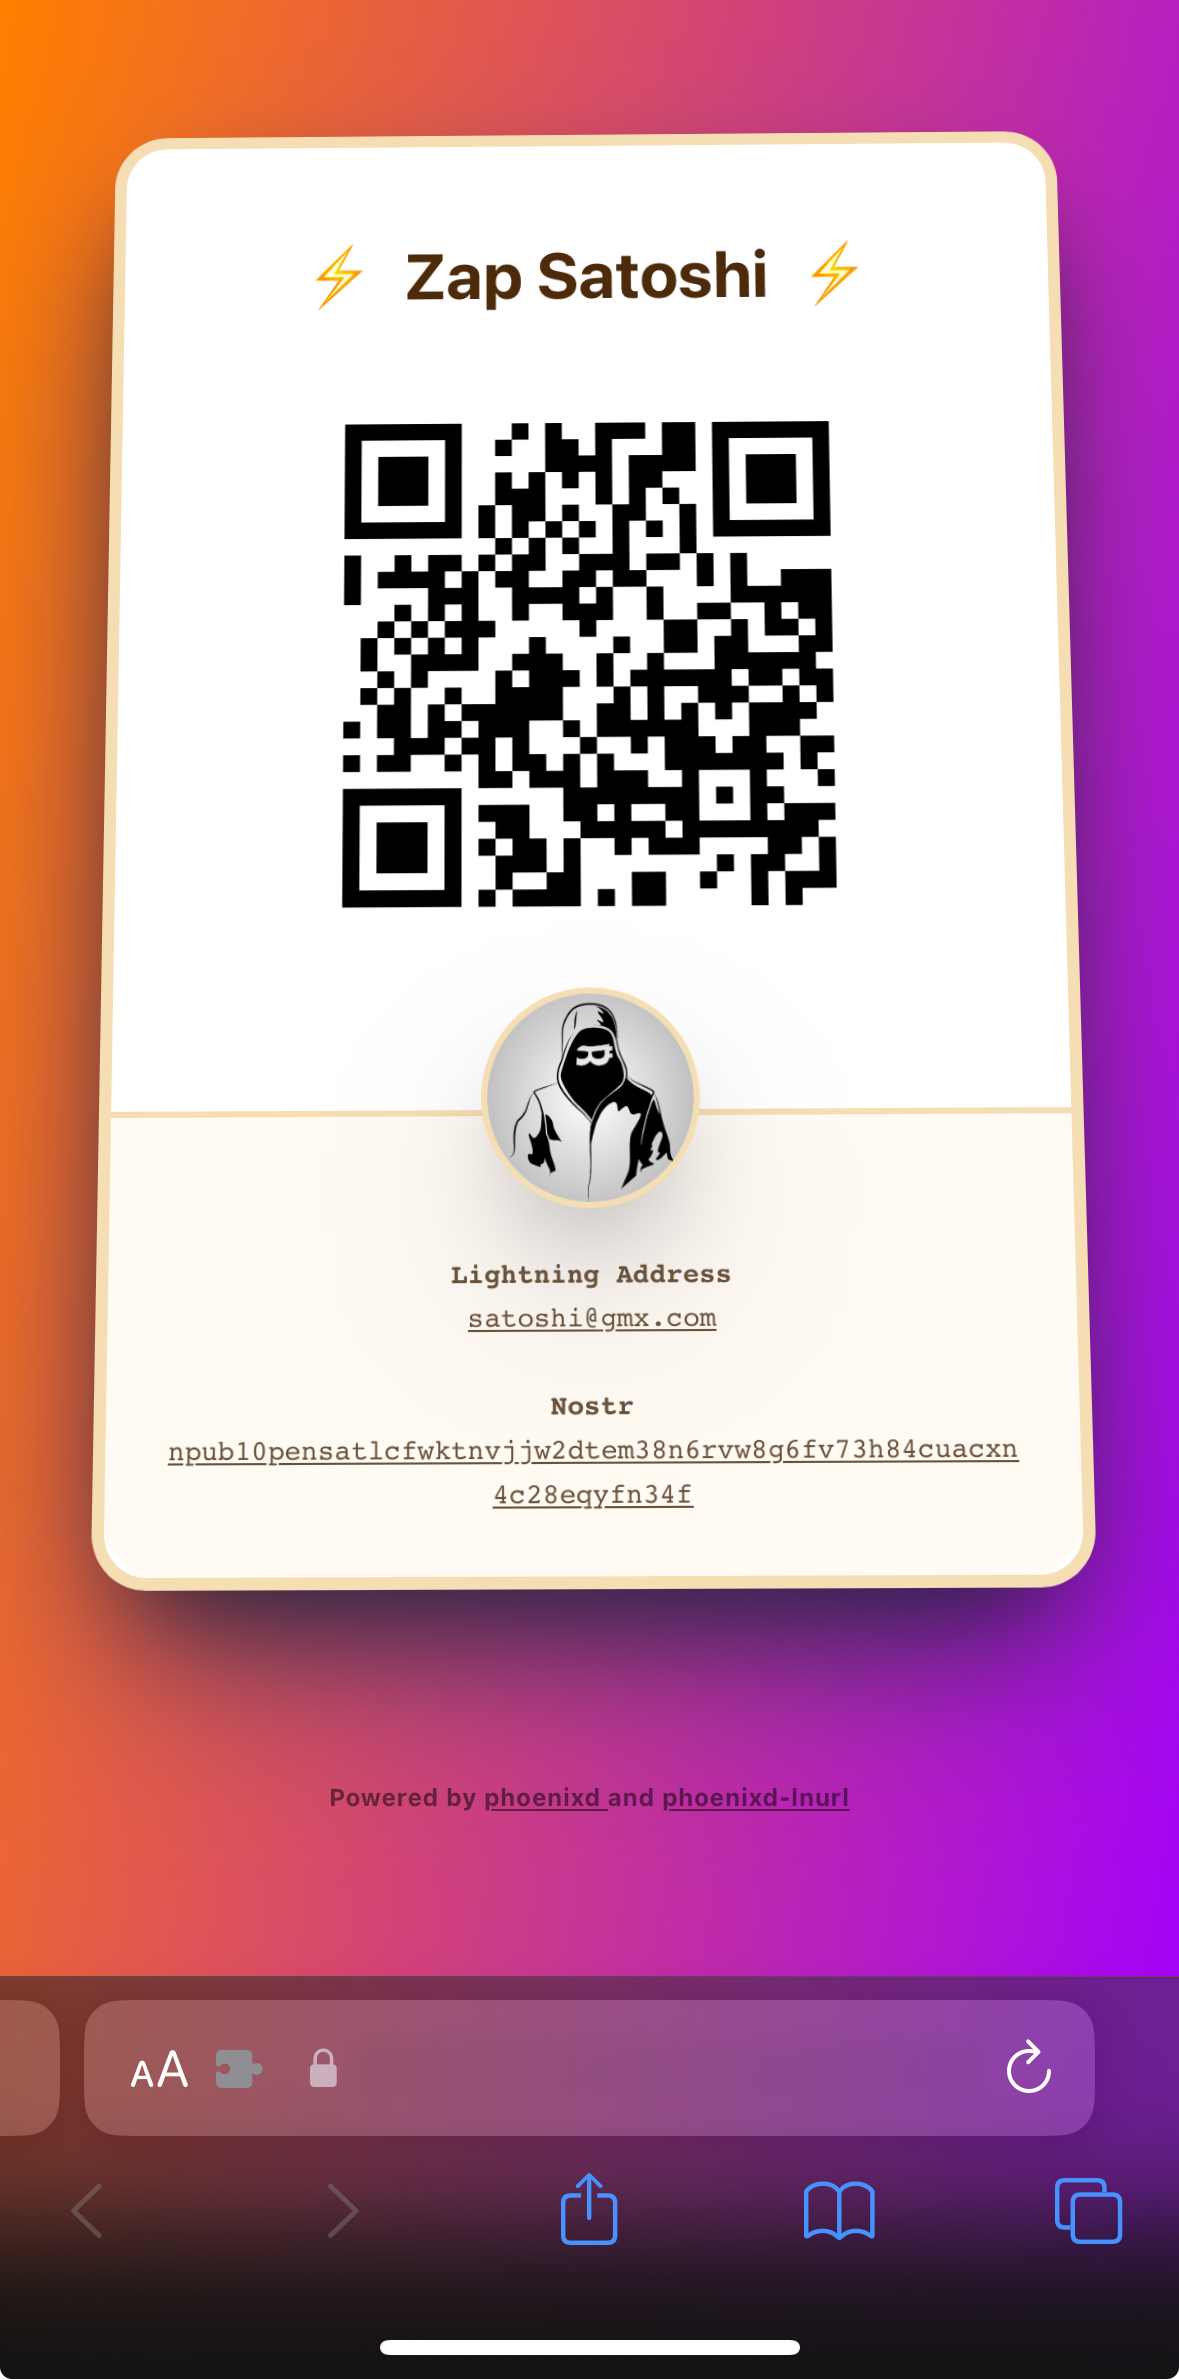 ⚡ Zap Satoshi ⚡
Lightning Address
satoshi@gmx.com
Nostr
npub10pensatlcfwktnvjjw2dtem38n6rvw8g6fv73h84cuacxn
4c28eqyfn34f
Powered by phoenixd and phoenixd-lnurl
AA